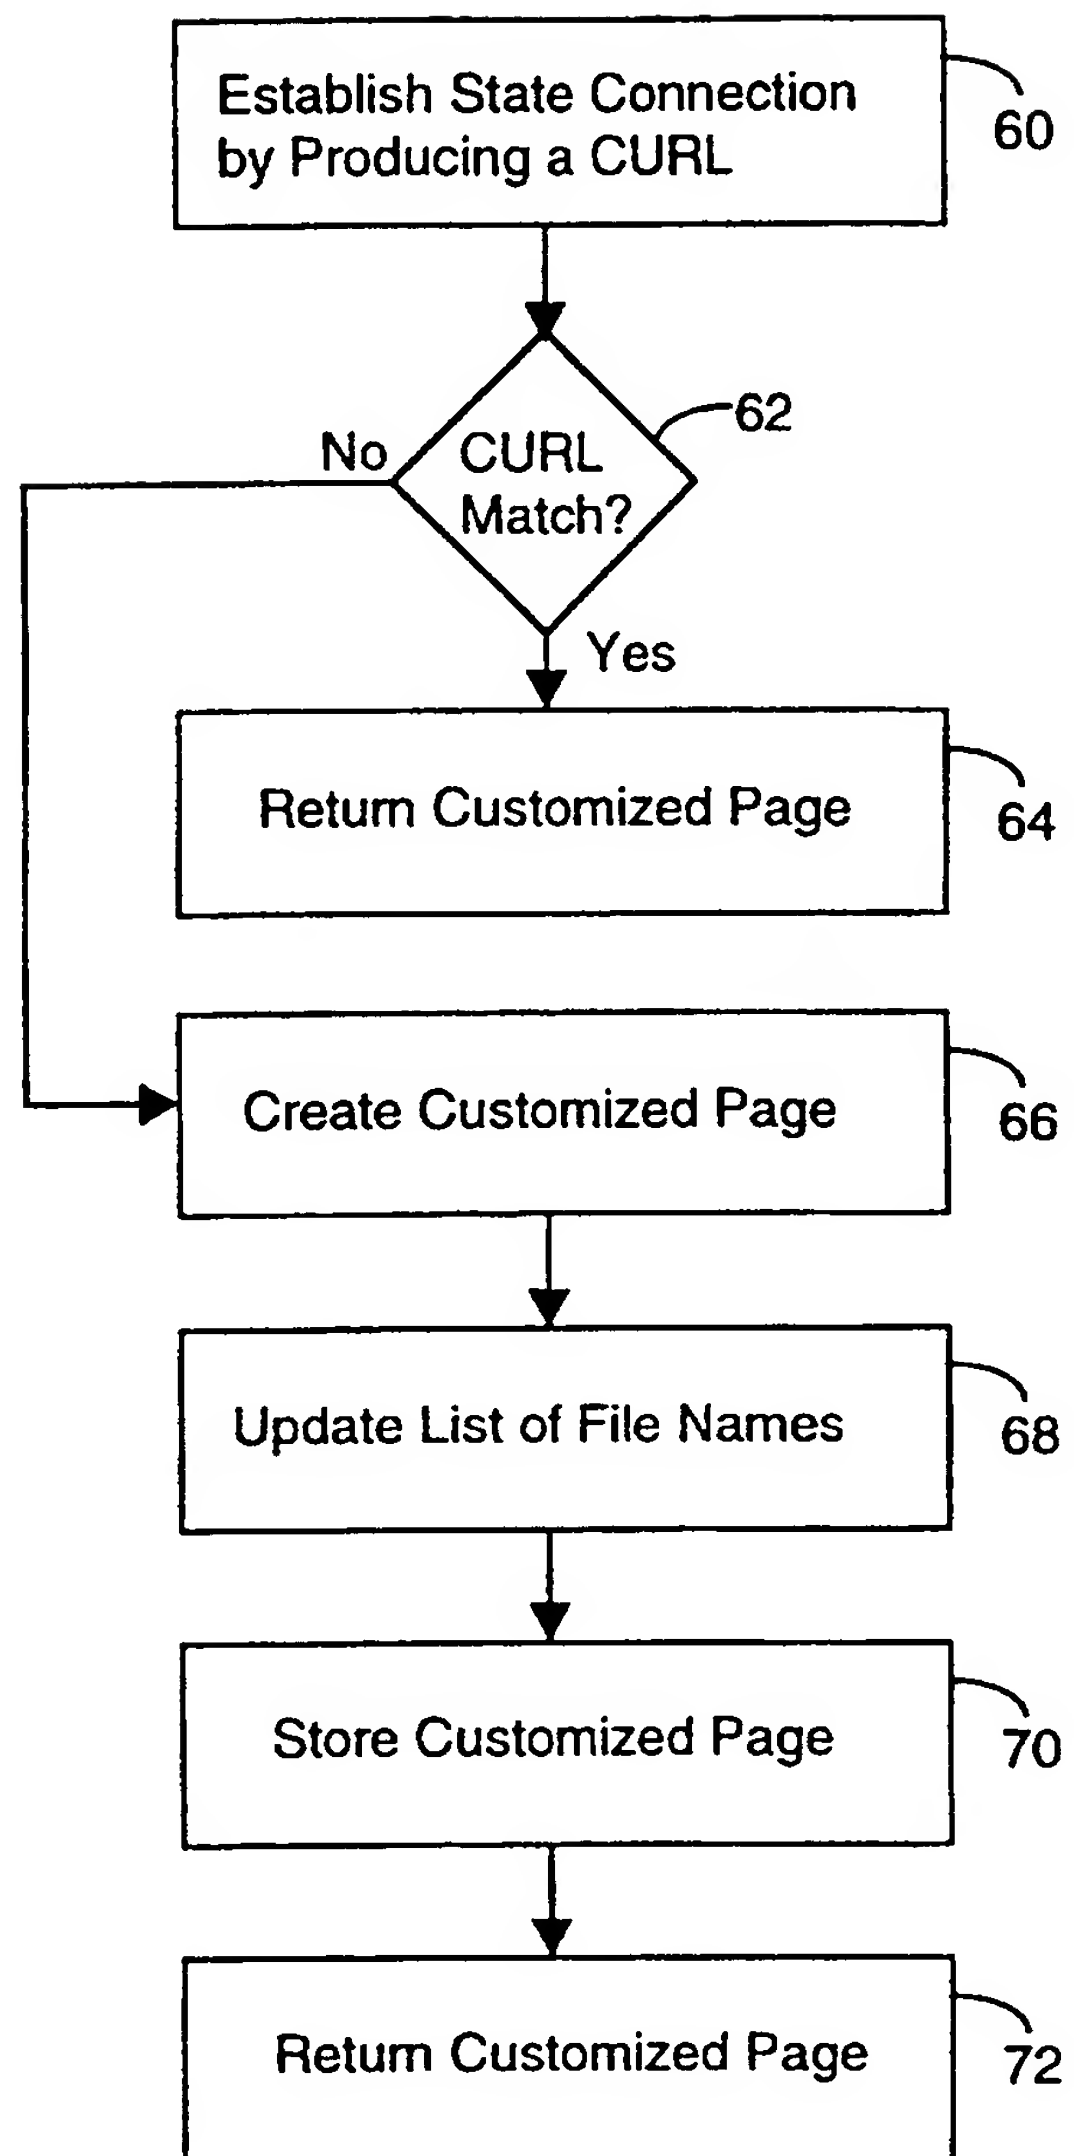 Establish State Connection
by Producing a CURL
60
62
No
CURL
Match?
Yes
Return Customized Page
64
Create Customized Page
66
Update List of File Names
68
Store Customized Page
70
Return Customized Page
72